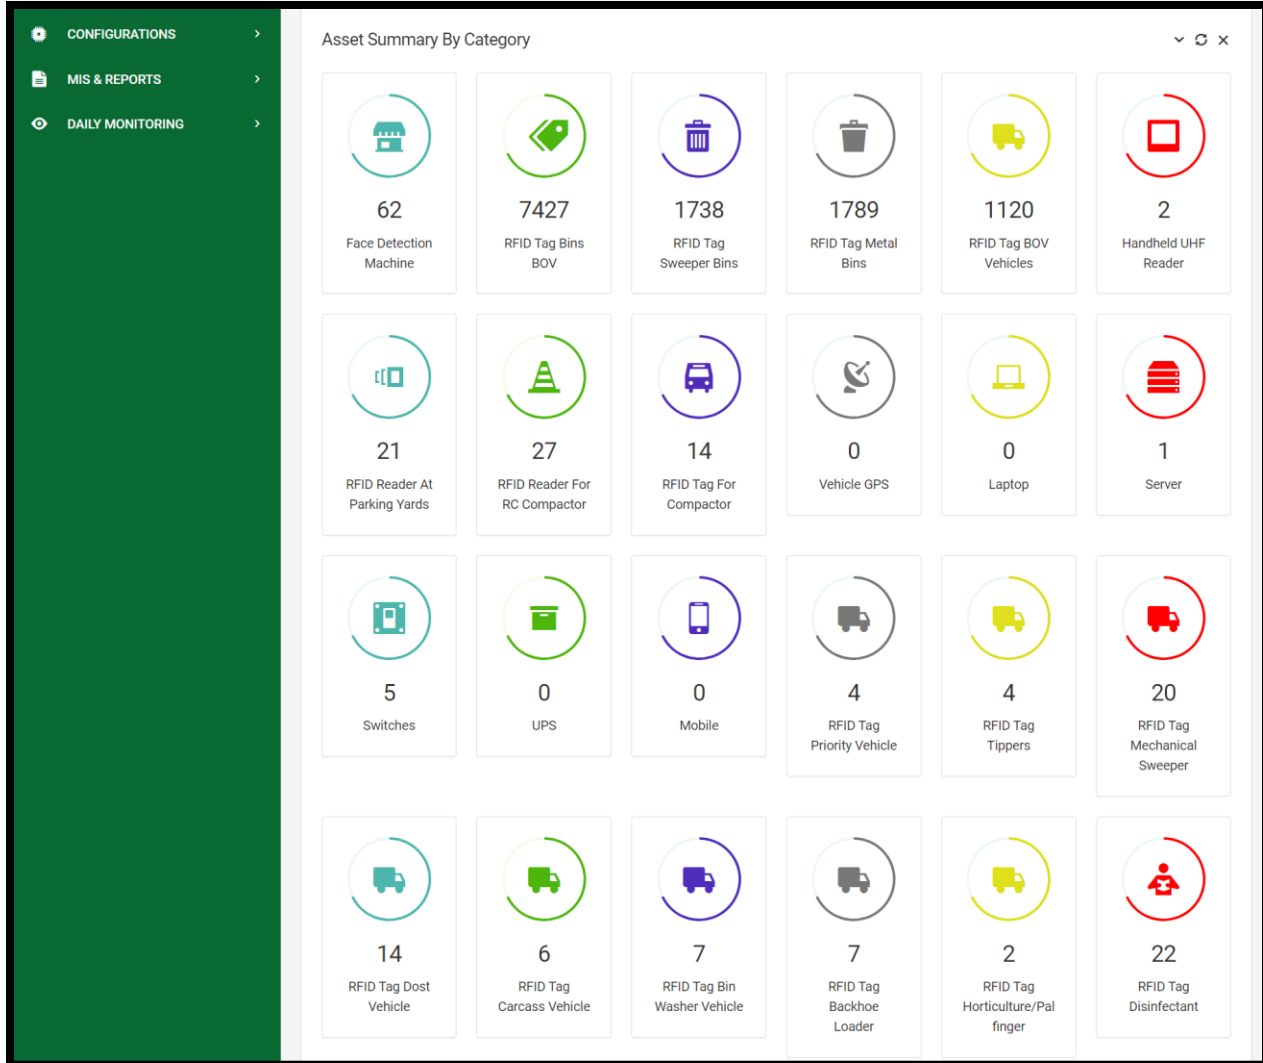 CONFIGURATIONS
MIS & REPORTS
DAILY MONITORING
Asset Summary By Category
62
Face Detection
Machine
7427
RFID Tag Bins
BOV
1738
RFID Tag
Sweeper Bins
1789
RFID Tag Metal
Bins
1120
RFID Tag BOV
Vehicles
2
Handheld UHF
Reader
21
RFID Reader At
Parking Yards
27
RFID Reader For
RC Compactor
14
RFID Tag For
Compactor
0
Vehicle GPS
0
Laptop
1
Server
5
Switches
0
UPS
0
Mobile
4
RFID Tag
Priority Vehicle
4
RFID Tag
Tippers
20
RFID Tag
Mechanical
Sweeper
14
RFID Tag Dost
Vehicle
6
RFID Tag
Carcass Vehicle
7
RFID Tag Bin
Washer Vehicle
7
RFID Tag
Backhoe
Loader
2
RFID Tag
Horticulture/Pal
finger
22
RFID Tag
Disinfectant